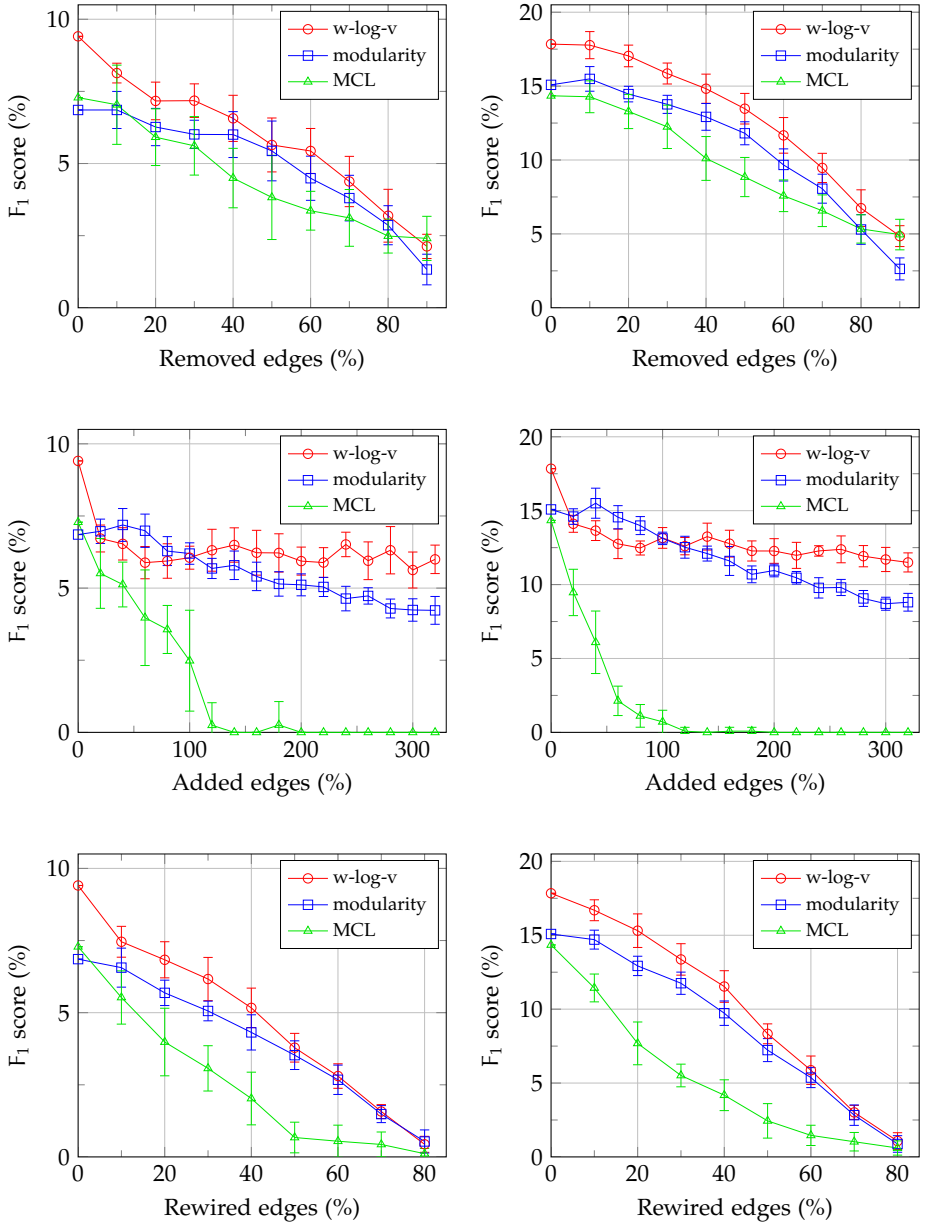 10
5
0
F1 score (%)
w-log-v
modularity
MCL
0 20 40 60 80
Removed edges (%)
20
15
10
5
0
F1 score (%)
w-log-v
modularity
MCL
0 20 40 60 80
Removed edges (%)
10
5
0
F1 score (%)
w-log-v
modularity
MCL
0 100 200 300
Added edges (%)
20
15
10
5
0
F1 score (%)
w-log-v
modularity
MCL
0 100 200 300
Added edges (%)
10
5
0
F1 score (%)
w-log-v
modularity
MCL
0 20 40 60 80
Rewired edges (%)
20
15
10
5
0
F1 score (%)
w-log-v
modularity
MCL
0 20 40 60 80
Rewired edges (%)